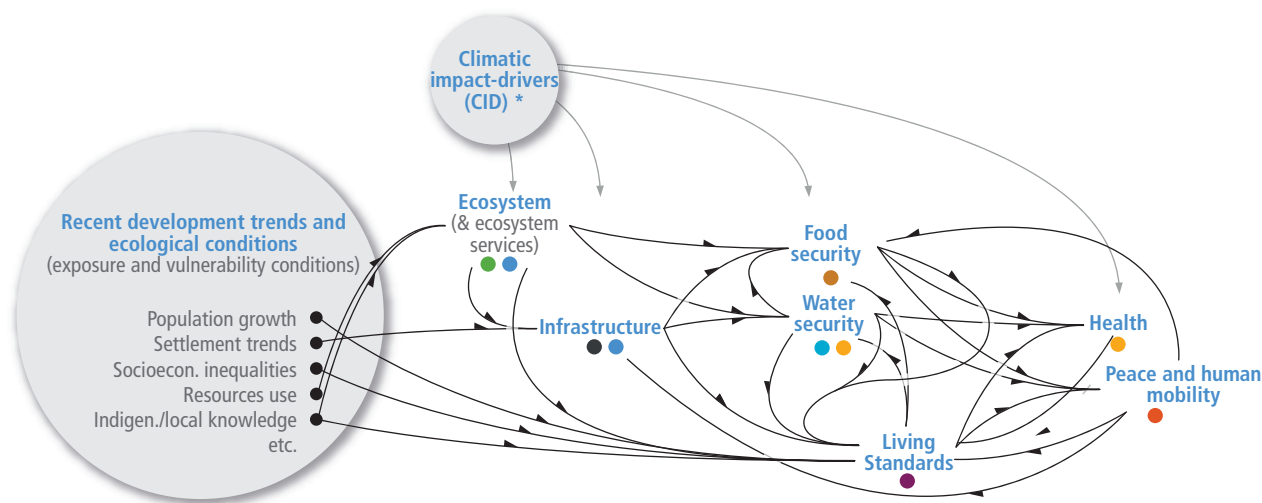 Climatic
impact-drivers
(CID) *
Recent development trends and
ecological conditions
(exposure and vulnerability conditions)
Population growth
Settlement trends
Socioecon. inequalities
Resources use
Indigen./local knowledge
etc.
Ecosystem
(& ecosystem
services)
Infrastructure
Food
security
Water
security
Living
Standards
Health
Peace and human
mobility